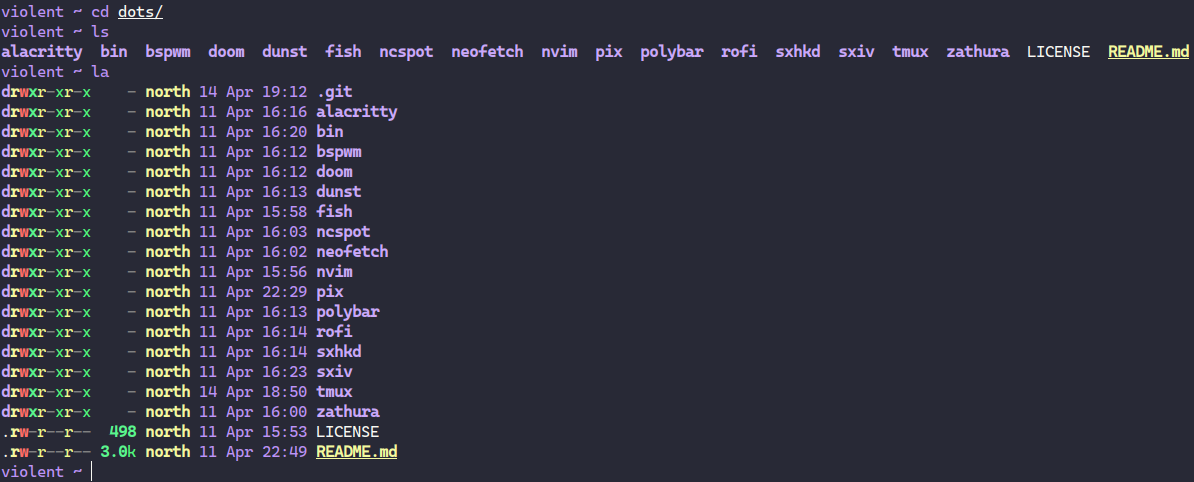 violent ~ cd dots/
violent ~ ls
alacritty  bin  bspwm  doom  dunst  fish  ncspot  neofetch  nvim  pix  polybar  rofi  sxhkd  sxiv  tmux  zathura  LICENSE  README.md
violent ~ la
drwxr-xr-x    - north 14 Apr 19:12 .git
drwxr-xr-x    - north 11 Apr 16:16 alacritty
drwxr-xr-x    - north 11 Apr 16:20 bin
drwxr-xr-x    - north 11 Apr 16:12 bspwm
drwxr-xr-x    - north 11 Apr 16:12 doom
drwxr-xr-x    - north 11 Apr 16:13 dunst
drwxr-xr-x    - north 11 Apr 15:58 fish
drwxr-xr-x    - north 11 Apr 16:03 ncspot
drwxr-xr-x    - north 11 Apr 16:02 neofetch
drwxr-xr-x    - north 11 Apr 15:56 nvim
drwxr-xr-x    - north 11 Apr 22:29 pix
drwxr-xr-x    - north 11 Apr 16:13 polybar
drwxr-xr-x    - north 11 Apr 16:14 rofi
drwxr-xr-x    - north 11 Apr 16:14 sxhkd
drwxr-xr-x    - north 11 Apr 16:23 sxiv
drwxr-xr-x    - north 14 Apr 18:50 tmux
drwxr-xr-x    - north 11 Apr 16:00 zathura
.rw-r--r--  498 north 11 Apr 15:53 LICENSE
.rw-r--r-- 3.0k north 11 Apr 22:49 README.md
violent ~